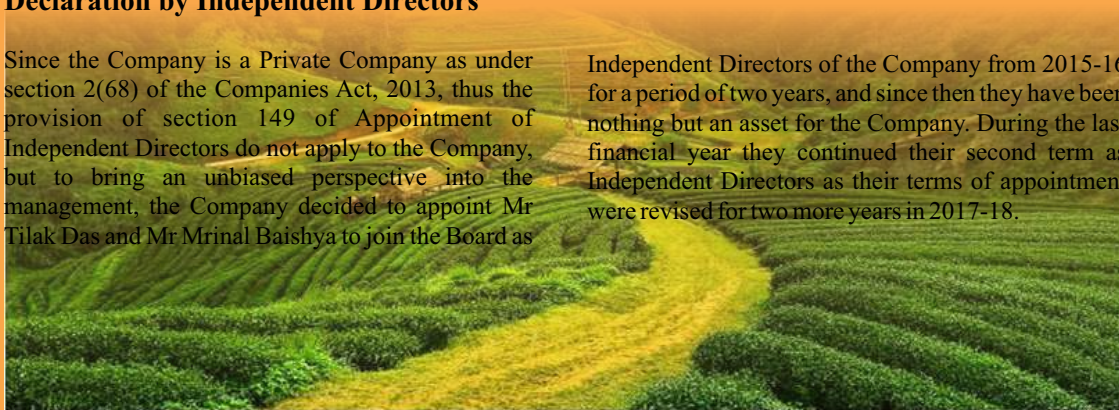 Declaration by Independent Directors
Since the Company is a Private Company as under
section 2(68) of the Companies Act, 2013, thus the
provision of section 149 of Appointment of
Independent Directors do not apply to the Company,
but to bring an unbiased perspective into the
management, the Company decided to appoint Mr
Tilak Das and Mr Mrinal Baishya to join the Board as
Independent Directors of the Company from 2015-16
for a period of two years, and since then they have been
nothing but an asset for the Company. During the las
financial year they continued their second term as
Independent Directors as their terms of appointmen
were revised for two more years in 2017-18.